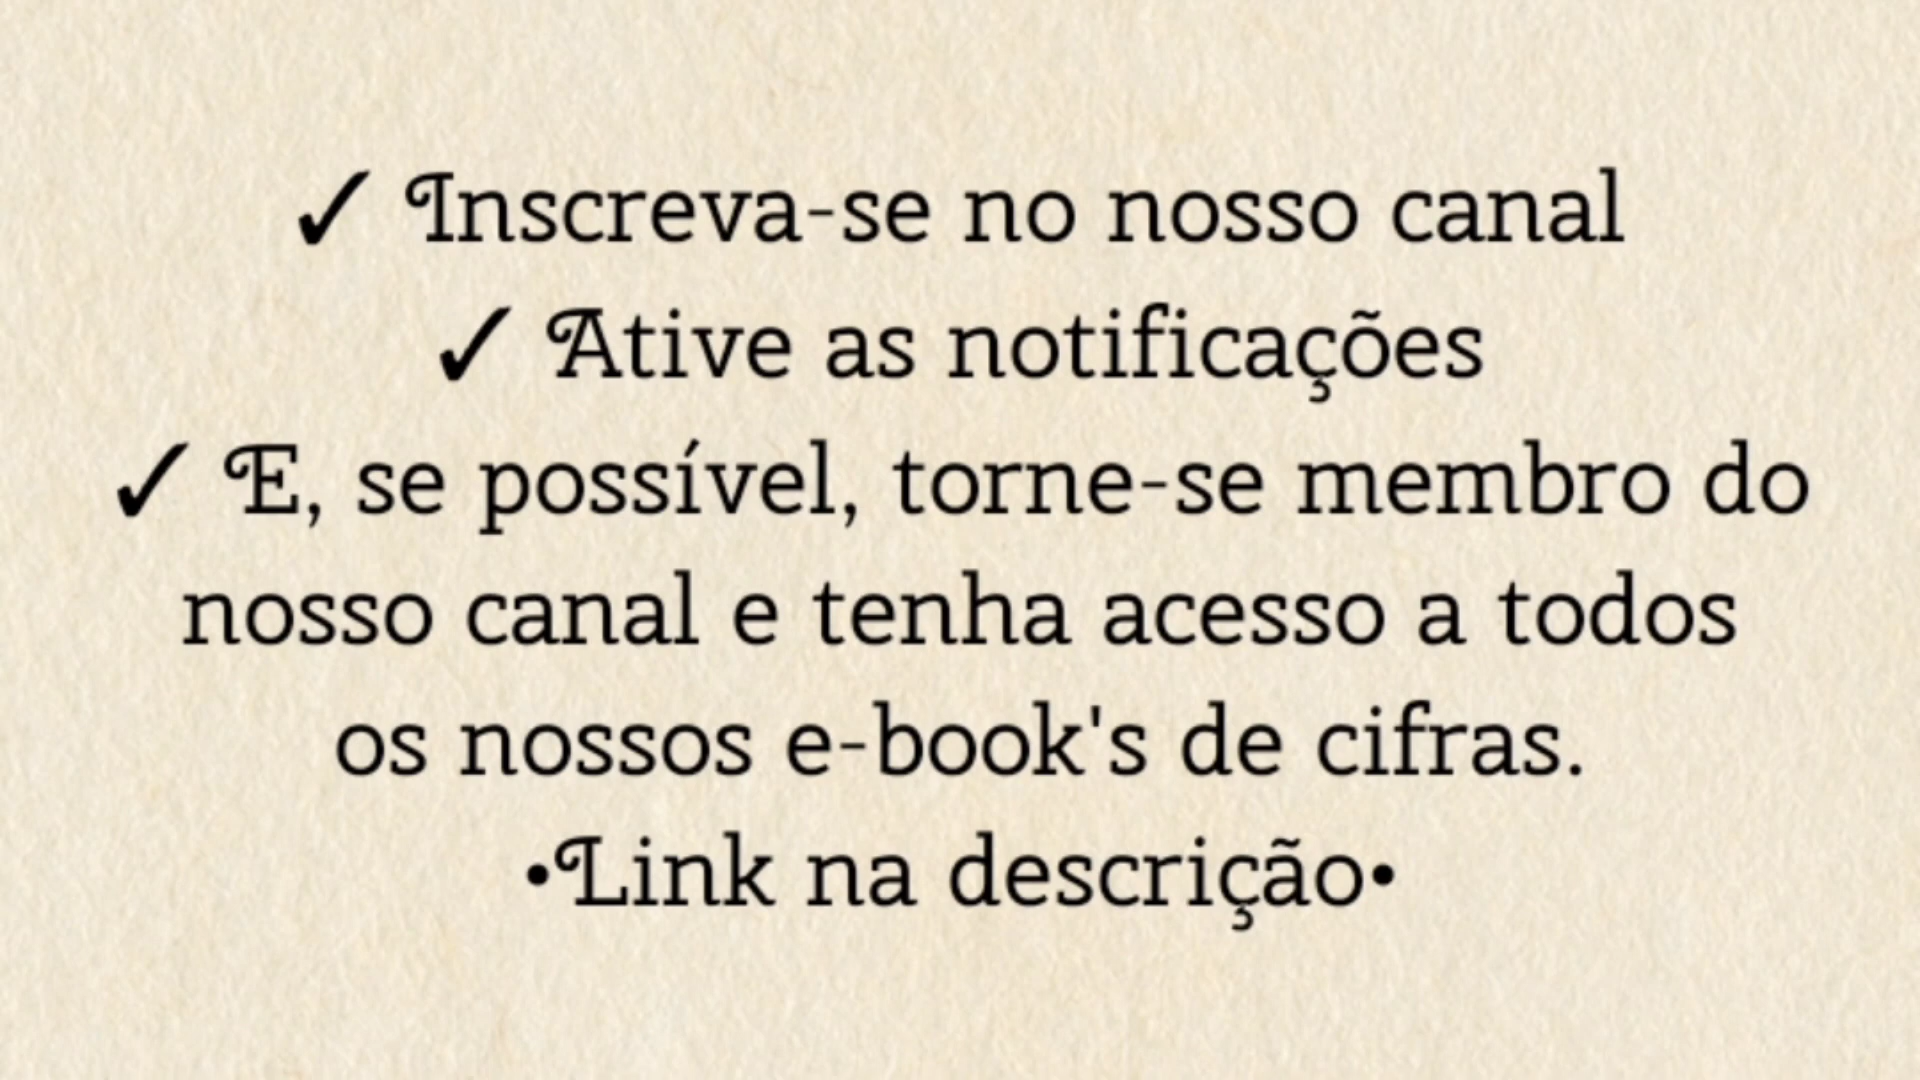 ✓ Inscreva-se no nosso canal
✓ Ative as notificações
✓ E, se possível, torne-se membro do
nosso canal e tenha acesso a todos
os nossos e-book's de cifras.
•Link na descrição•